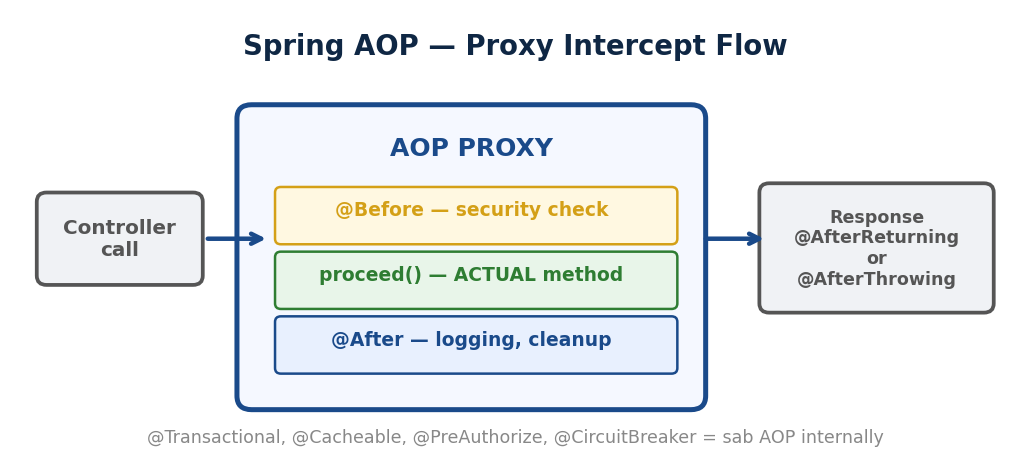 Spring AOP — Proxy Intercept Flow
AOP PROXY
Controller
call
@Before — security check
proceed() — ACTUAL method
@After — logging, cleanup
Response
@AfterReturning
or
@AfterThrowing
@Transactional, @Cacheable, @PreAuthorize, @CircuitBreaker = sab AOP internally